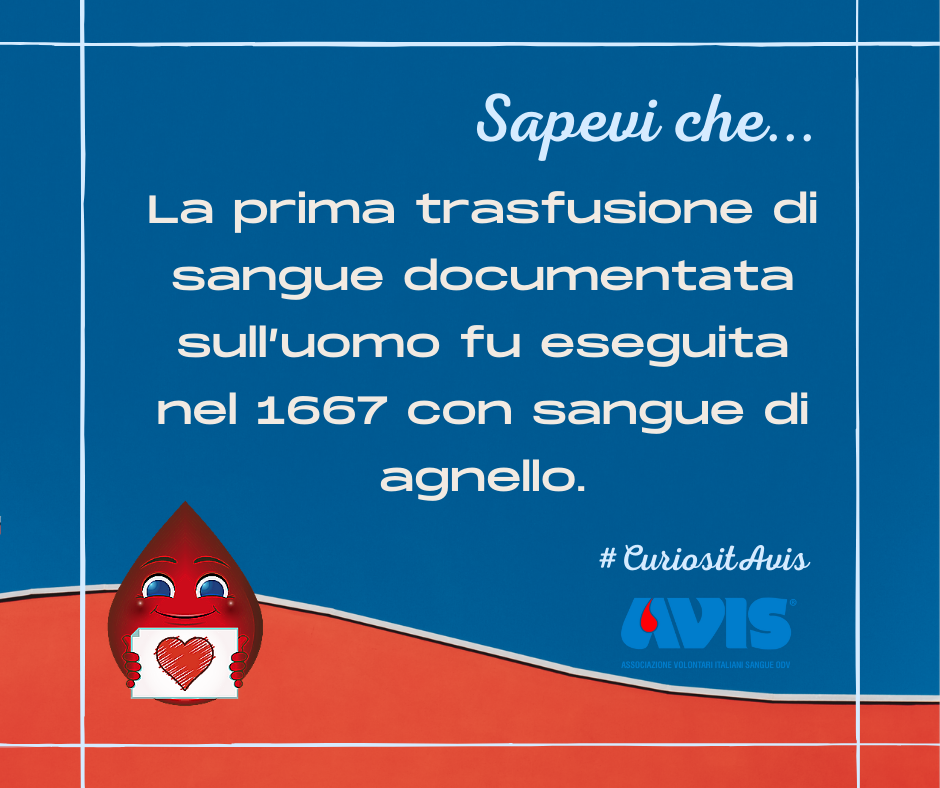 Sapevi che...
La prima trasfusione di
sangue documentata
sull'uomo fu eseguita
nel 1667 con sangue di
agnello.
#CuriositAvis
AVIS®
ASSOCIAZIONE VOLONTARI ITALIANI SANGUE ODV